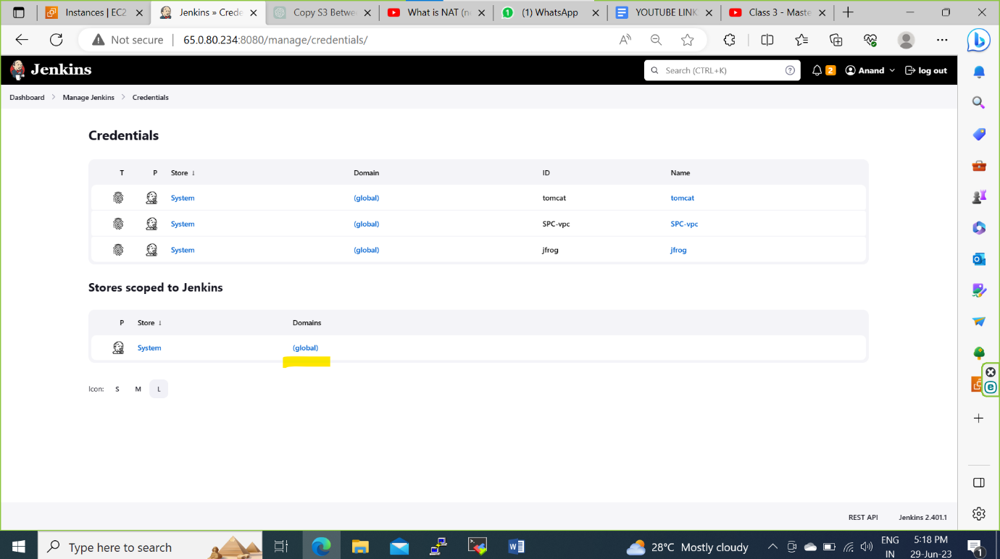 Instances | EC2
Jenkins » Crede
Copy S3 Betwe
What is NAT (n
(1) WhatsApp
YOUTUBE LINK
Class 3 - Maste
Not secure
65.0.80.234:8080/manage/credentials/
Jenkins
Search (CTRL+K)
2
Anand
log out
Dashboard
Manage Jenkins
Credentials
Credentials
T P Store ↓ Domain ID Name
System (global) tomcat tomcat
System (global) SPC-vpc SPC-vpc
System (global) jfrog jfrog
Stores scoped to Jenkins
P Store ↓ Domains
System (global)
Icon: S M L
REST API Jenkins 2.401.1
Type here to search
28°C Mostly cloudy
ENG
IN
5:18 PM
29-Jun-23
1